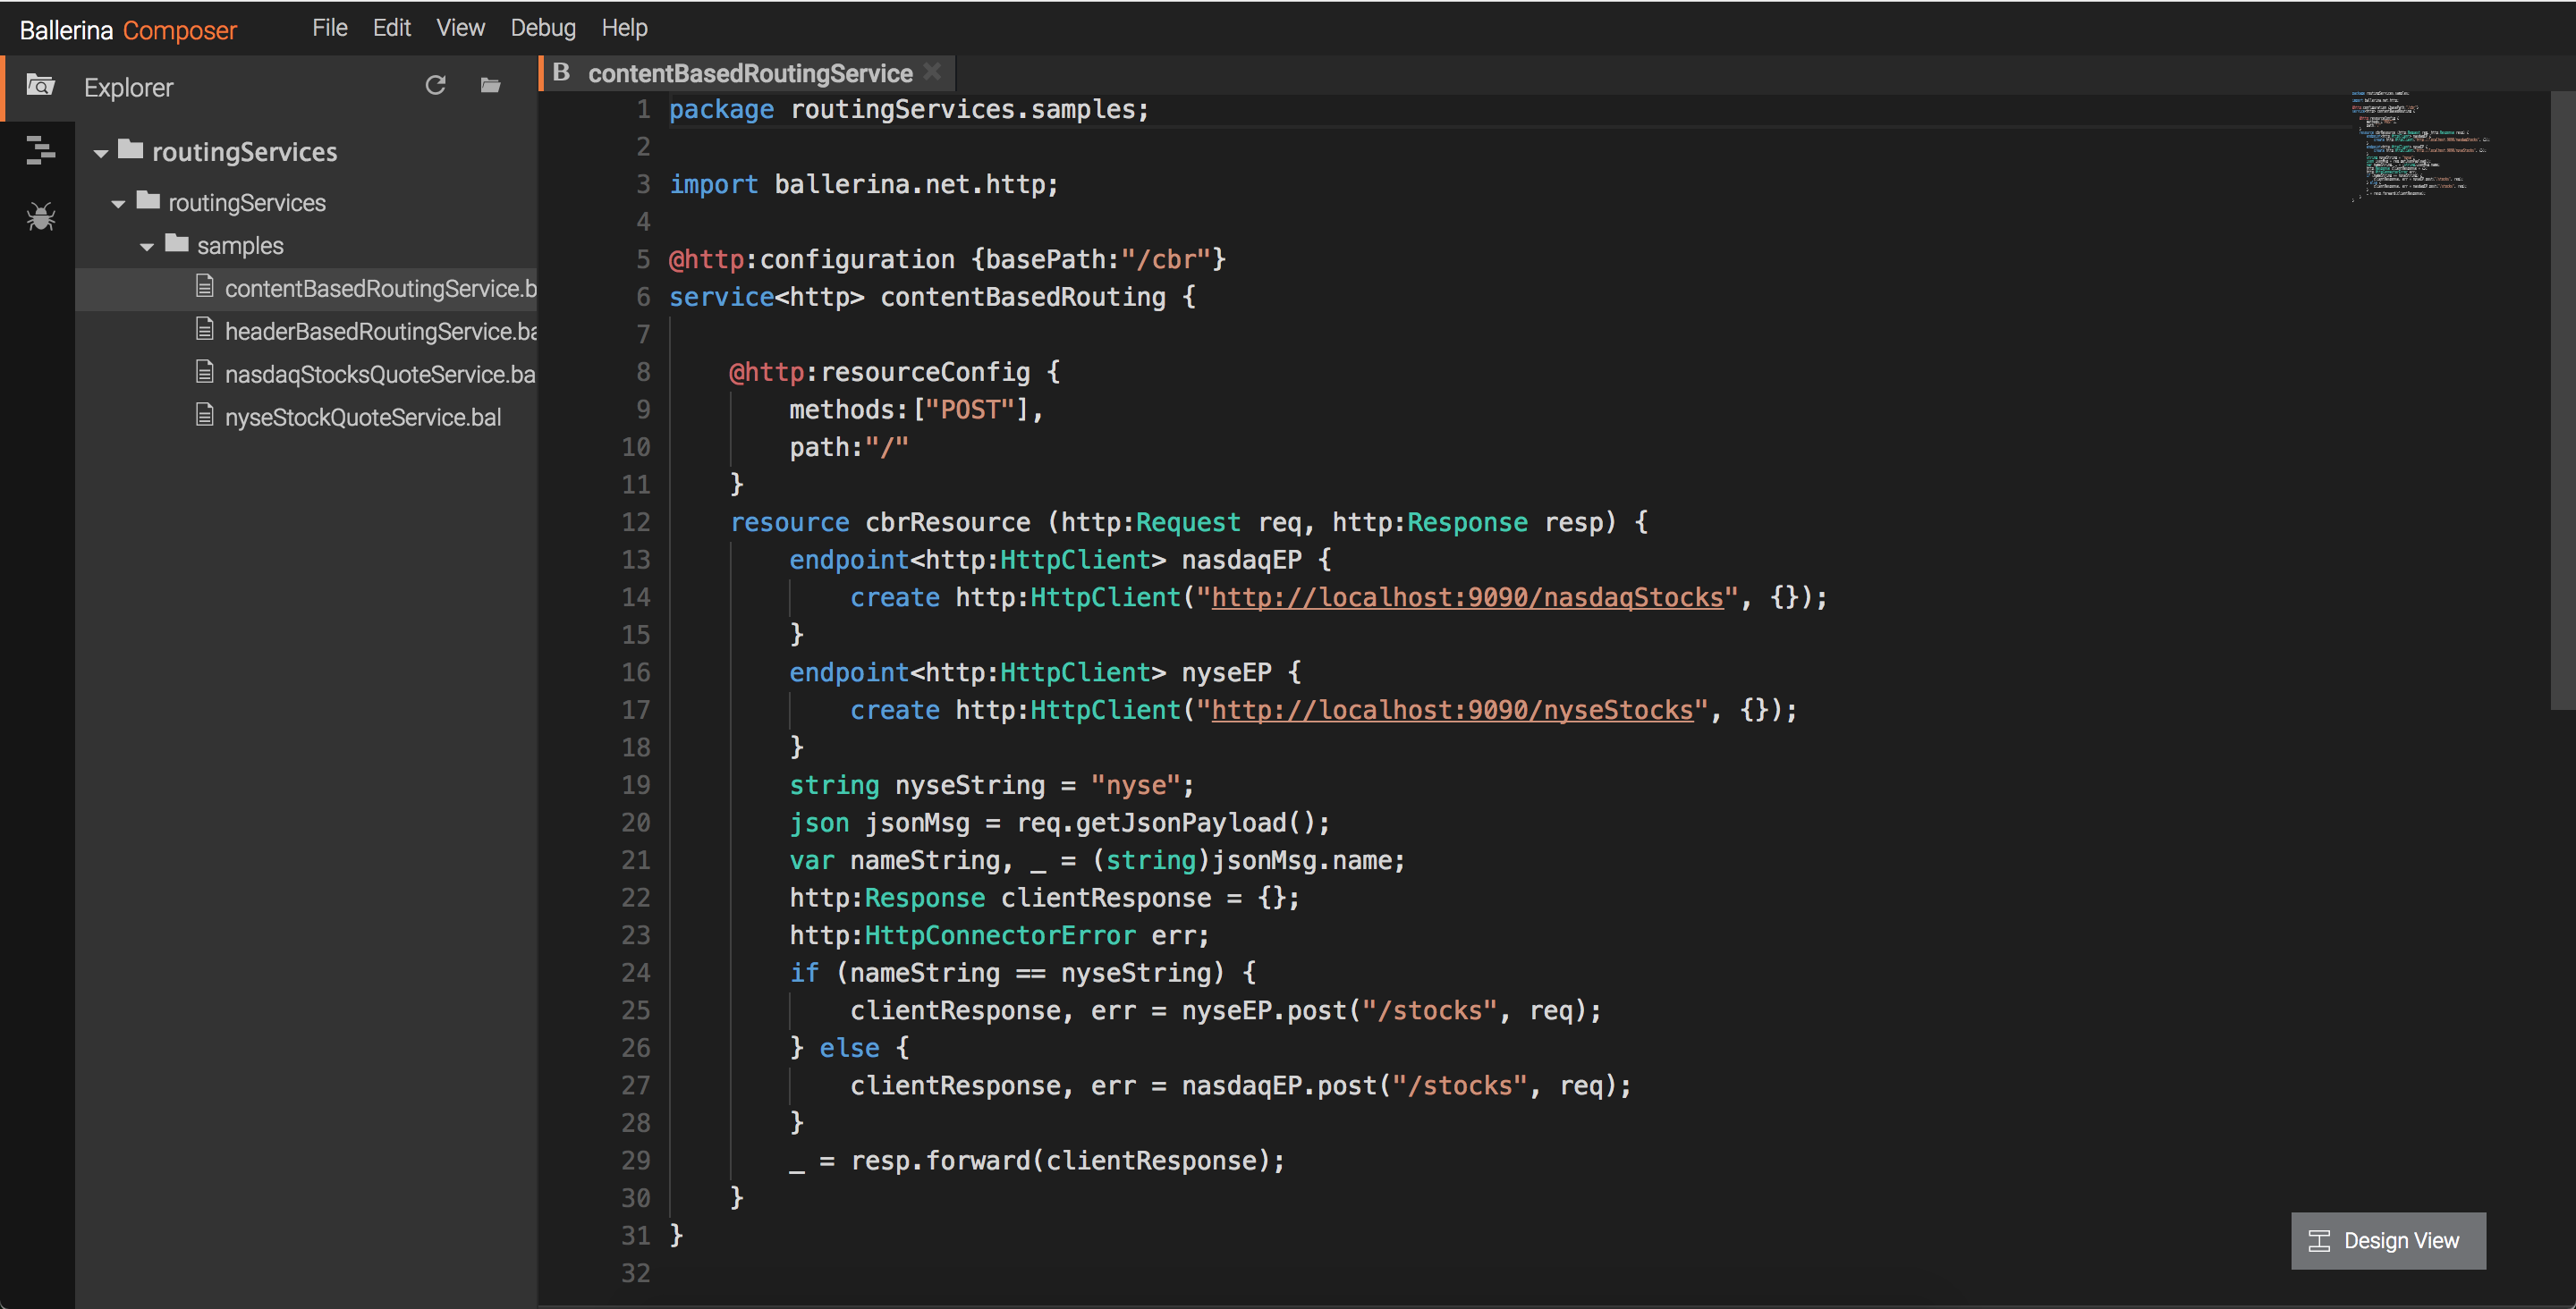 Ballerina Composer File Edit View Debug Help
Explorer
routingServices
routingServices
samples
contentBasedRoutingService.b
headerBasedRoutingService.ba
nasdaqStocksQuoteService.ba
nyseStockQuoteService.bal
B contentBasedRoutingService
1 package routingServices.samples;
2
3 import ballerina.net.http;
4
5 @http:configuration {basePath:"/cbr"}
6 service<http> contentBasedRouting {
7
8 @http:resourceConfig {
9 methods:["POST"],
10 path:"/"
11 }
12 resource cbrResource (http:Request req, http:Response resp) {
13 endpoint<http:HttpClient> nasdaqEP {
14 create http:HttpClient("http://localhost:9090/nasdaqStocks", {});
15 }
16 endpoint<http:HttpClient> nyseEP {
17 create http:HttpClient("http://localhost:9090/nyseStocks", {});
18 }
19 string nyseString = "nyse";
20 json jsonMsg = req.getJsonPayload();
21 var nameString, _ = (string)jsonMsg.name;
22 http:Response clientResponse = {};
23 http:HttpConnectorError err;
24 if (nameString == nyseString) {
25 clientResponse, err = nyseEP.post("/stocks", req);
26 } else {
27 clientResponse, err = nasdaqEP.post("/stocks", req);
28 }
29 _ = resp.forward(clientResponse);
30 }
31 }
32
Design View